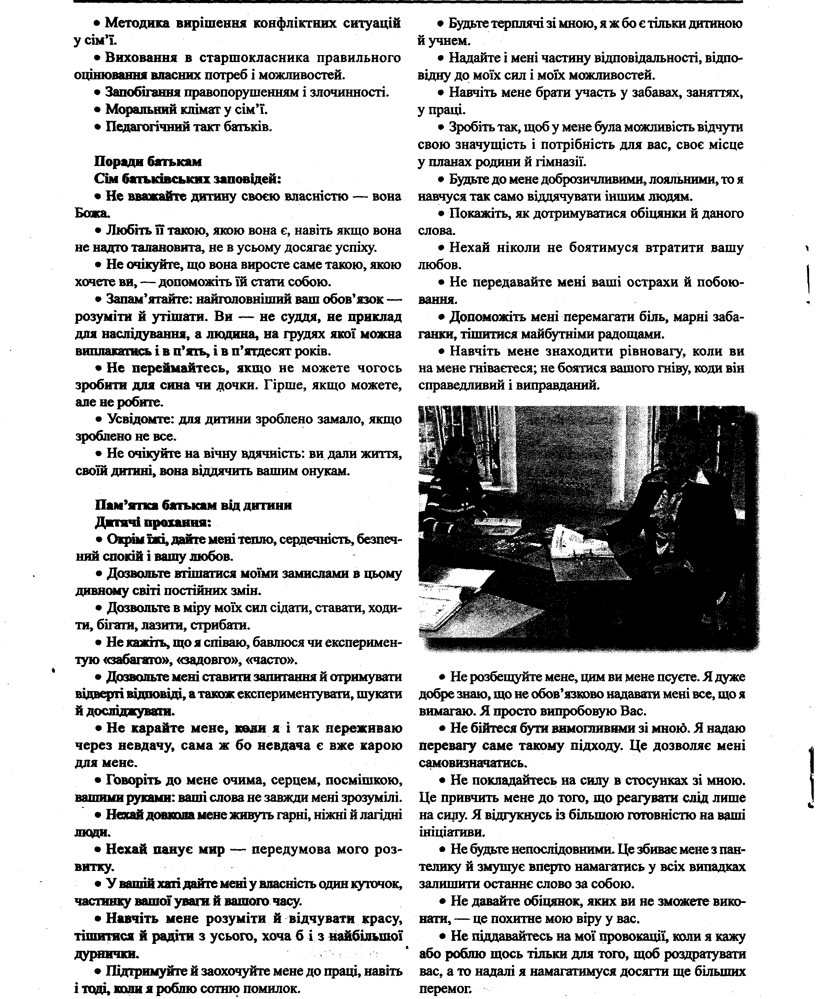 • Методика вирішення конфліктних ситуацій
у сім’ї.
• Виховання в старшокласника правильного
оцінювання власних потреб і можливостей.
• Запобігання правопорушенням і злочинності.
• Моральний клімат у сім’ї.
• Педагогічний такт батьків.
Поради батькам
Сім батьківських заповідей:
• Не вважайте дитину своєю власністю — вона
Божа.
• Любіть її такою, якою вона є, навіть якщо вона
не надто талановита, не в усьому досягає успіху.
• Не очікуйте, що вона виросте саме такою, якою
хочете ви, — допоможіть їй стати собою.
• Запам’ятайте: найголовніший ваш обов’язок —
розуміти й утішати. Ви — не суддя, не приклад
для наслідування, а людина, на грудях якої можна
виплакатись і в п’ять, і в п’ятдесят років.
• Не переймайтесь, якщо не можете чогось
зробити для сина чи дочки. Гірше, якщо можете,
але не робите.
• Усвідомте: для дитини зроблено замало, якщо
зроблено не все.
• Не очікуйте на вічну вдячність: ви дали життя,
своїй дитині, вона віддячить вашим онукам.
Пам’ятка батькам від дитини
Дитячі прохання:
• Окрім їжі, дайте мені тепло, сердечність, безпеч-
ний спокій і вашу любов.
• Дозвольте втішатися моїми замислами в цьому
дивному світі постійних змін.
• Дозвольте в міру моїх сил сідати, ставати, ходи-
ти, бігати, лазити, стрибати.
• Не кажіть, що я співаю, бавлюся чи експеримен-
тую «забагато», «задовго», «часто».
• Дозвольте мені ставити запитання й отримувати
відверті відповіді, а також експериментувати, шукати
й досліджувати.
• Не карайте мене, коли я і так переживаю
через невдачу, сама ж бо невдача є вже карою
для мене.
• Говоріть до мене очима, серцем, посмішкою,
вашими руками: ваші слова не завжди мені зрозумілі.
• Нехай довкола мене живуть гарні, ніжні й лагідні
люди.
• Нехай панує мир — передумова мого роз-
витку.
• У вашій хаті дайте мені у власність один куточок,
частинку вашої уваги й вашого часу.
• Навчіть мене розуміти й відчувати красу,
тішитися й радіти з усього, хоча б і з найбільшої
дурнички.
• Підтримуйте й заохочуйте мене до праці, навіть
і тоді, коли я роблю сотню помилок.
• Будьте терплячі зі мною, я ж бо є тільки дитиною
й учнем.
• Надайте і мені частину відповідальності, відпо-
відну до моїх сил і моїх можливостей.
• Навчіть мене брати участь у забавах, заняттях,
у праці.
• Зробіть так, щоб у мене була можливість відчути
свою значущість і потрібність для вас, своє місце
у планах родини й гімназії.
• Будьте до мене доброзичливими, лояльними, то я
навчуся так само віддячувати іншим людям.
• Покажіть, як дотримуватися обіцянки й даного
слова.
• Нехай ніколи не боятимуся втратити вашу
любов.
• Не передавайте мені ваші острахи й побою-
вання.
• Допоможіть мені перемагати біль, марні заба-
ганки, тішитися майбутніми радощами.
• Навчіть мене знаходити рівновагу, коли ви
на мене гніваєтеся; не боятися вашого гніву, коди він
справедливий і виправданий.
• Не розбещуйте мене, цим ви мене псуєте. Я дуже
добре знаю, що не обов’язково надавати мені все, що я
вимагаю. Я просто випробовую Вас.
• Не бійтеся бути вимогливими зі мною. Я надаю
перевагу саме такому підходу. Це дозволяє мені
самовизначатись.
• Не покладайтесь на силу в стосунках зі мною.
Це привчить мене до того, що реагувати слід лише
на силу. Я відгукнусь із більшою готовністю на ваші
ініціативи.
• Не будьте непослідовними. Це збиває мене з пан-
телику й змушує вперто намагатись у всіх випадках
залишити останнє слово за собою.
• Не давайте обіцянок, яких ви не зможете вико-
нати, — це похитне мою віру у вас.
• Не піддавайтесь на мої провокації, коли я кажу
або роблю щось тільки для того, щоб роздратувати
вас, а то надалі я намагатимуся досягти ще більших
перемог.